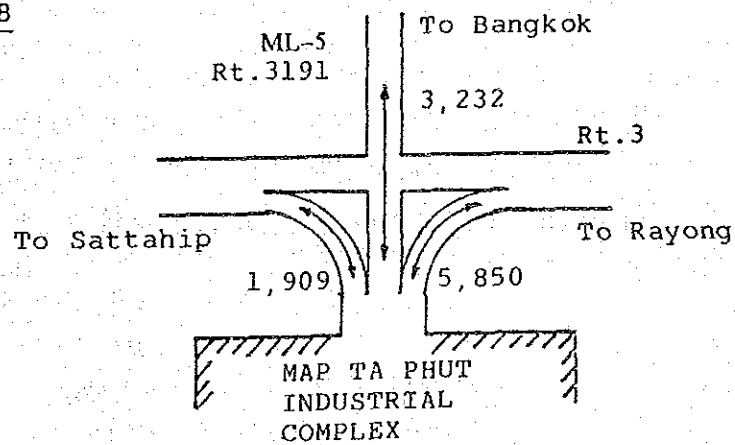 8
To Bangkok
ML-5
Rt.3191
3,232
Rt.3
To Sattahip
To Rayong
1,909
5,850
MAP TA PHUT
INDUSTRIAL
COMPLEX